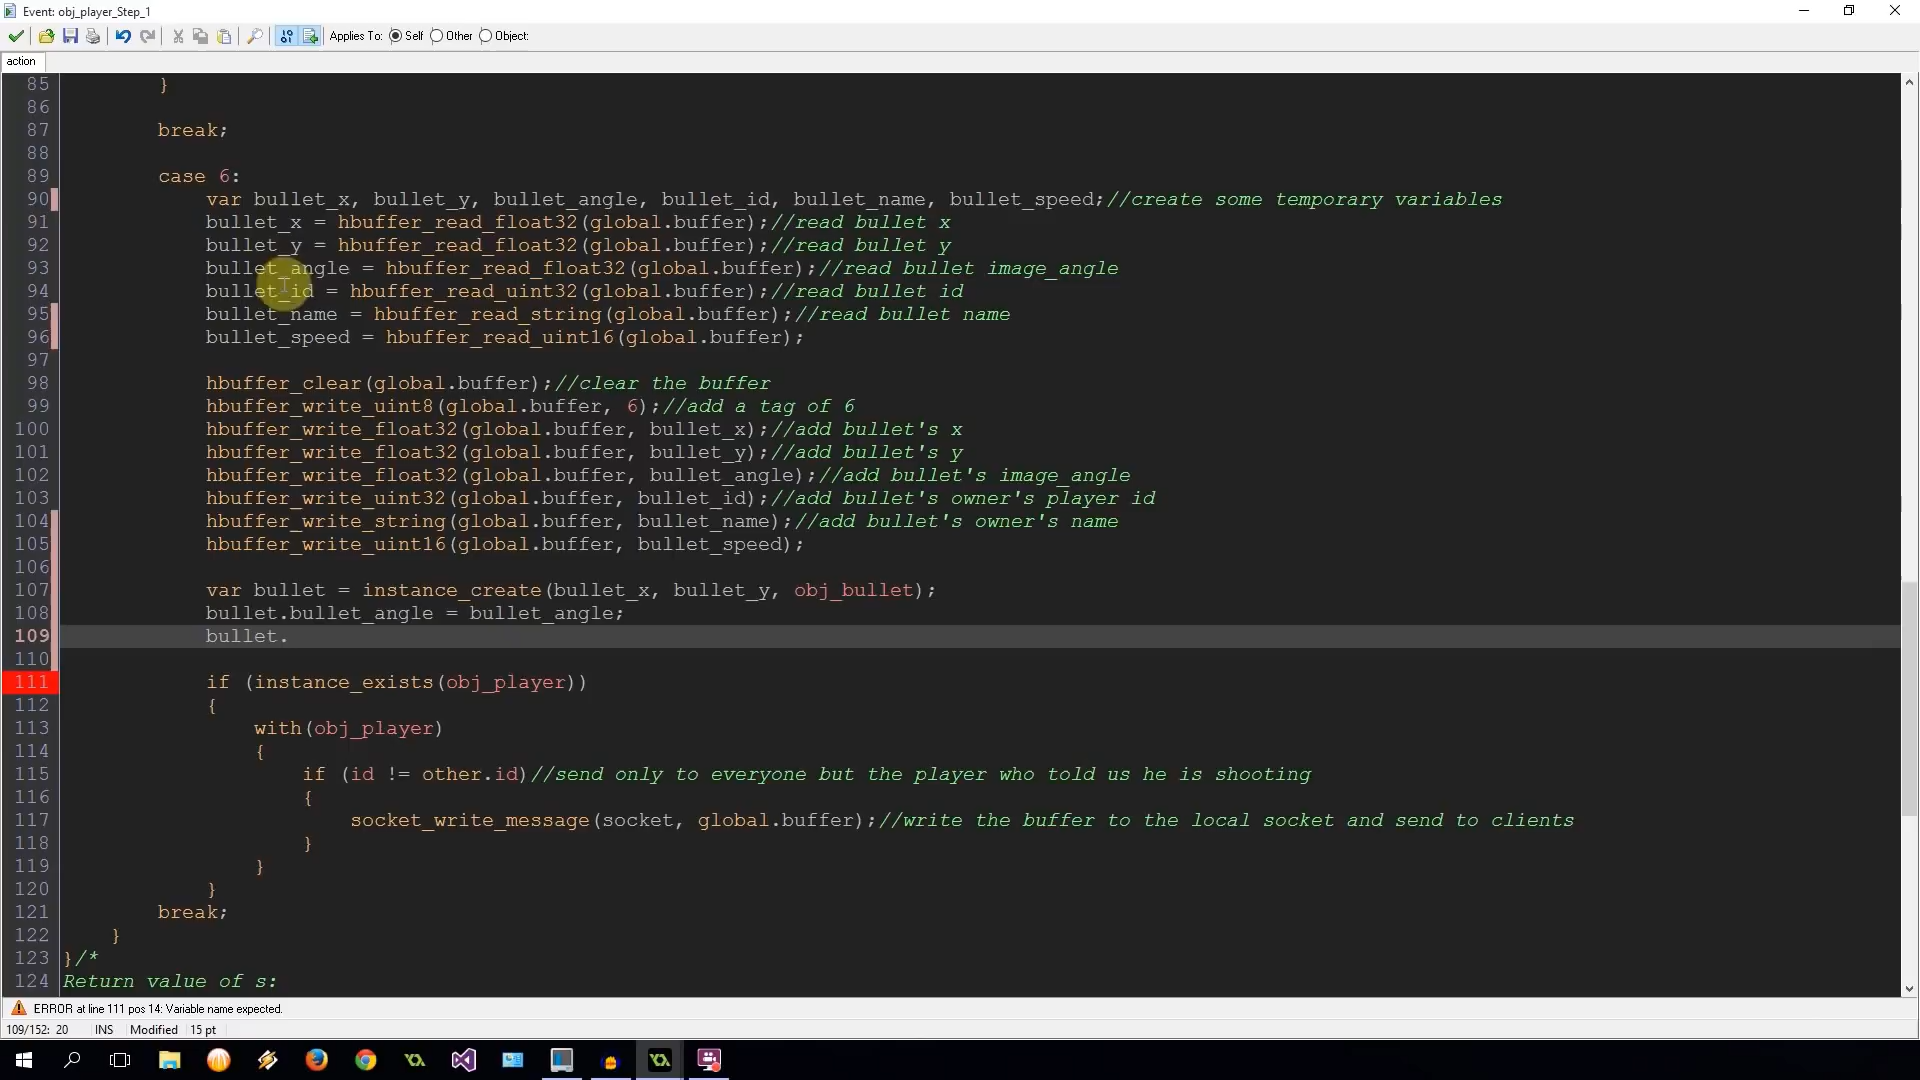 Event: obj_player_Step_1
Applies To: Self Other Object:
action
85 }
86
87 break;
88
89 case 6:
90 var bullet_x, bullet_y, bullet_angle, bullet_id, bullet_name, bullet_speed;//create some temporary variables
91 bullet_x = hbuffer_read_float32(global.buffer);//read bullet x
92 bullet_y = hbuffer_read_float32(global.buffer);//read bullet y
93 bullet_angle = hbuffer_read_float32(global.buffer);//read bullet image_angle
94 bullet_id = hbuffer_read_uint32(global.buffer);//read bullet id
95 bullet_name = hbuffer_read_string(global.buffer);//read bullet name
96 bullet_speed = hbuffer_read_uint16(global.buffer);
97
98 hbuffer_clear(global.buffer);//clear the buffer
99 hbuffer_write_uint8(global.buffer, 6);//add a tag of 6
100 hbuffer_write_float32(global.buffer, bullet_x);//add bullet's x
101 hbuffer_write_float32(global.buffer, bullet_y);//add bullet's y
102 hbuffer_write_float32(global.buffer, bullet_angle);//add bullet's image_angle
103 hbuffer_write_uint32(global.buffer, bullet_id);//add bullet's owner's player id
104 hbuffer_write_string(global.buffer, bullet_name);//add bullet's owner's name
105 hbuffer_write_uint16(global.buffer, bullet_speed);
106
107 var bullet = instance_create(bullet_x, bullet_y, obj_bullet);
108 bullet.bullet_angle = bullet_angle;
109 bullet.
110
111 if (instance_exists(obj_player))
112 {
113 with(obj_player)
114 {
115 if (id != other.id)//send only to everyone but the player who told us he is shooting
116 {
117 socket_write_message(socket, global.buffer);//write the buffer to the local socket and send to clients
118 }
119 }
120 }
121 break;
122 }
123 }/*
124 Return value of s:
ERROR at line 111 pos 14: Variable name expected.
109/152: 20 INS Modified 15 pt